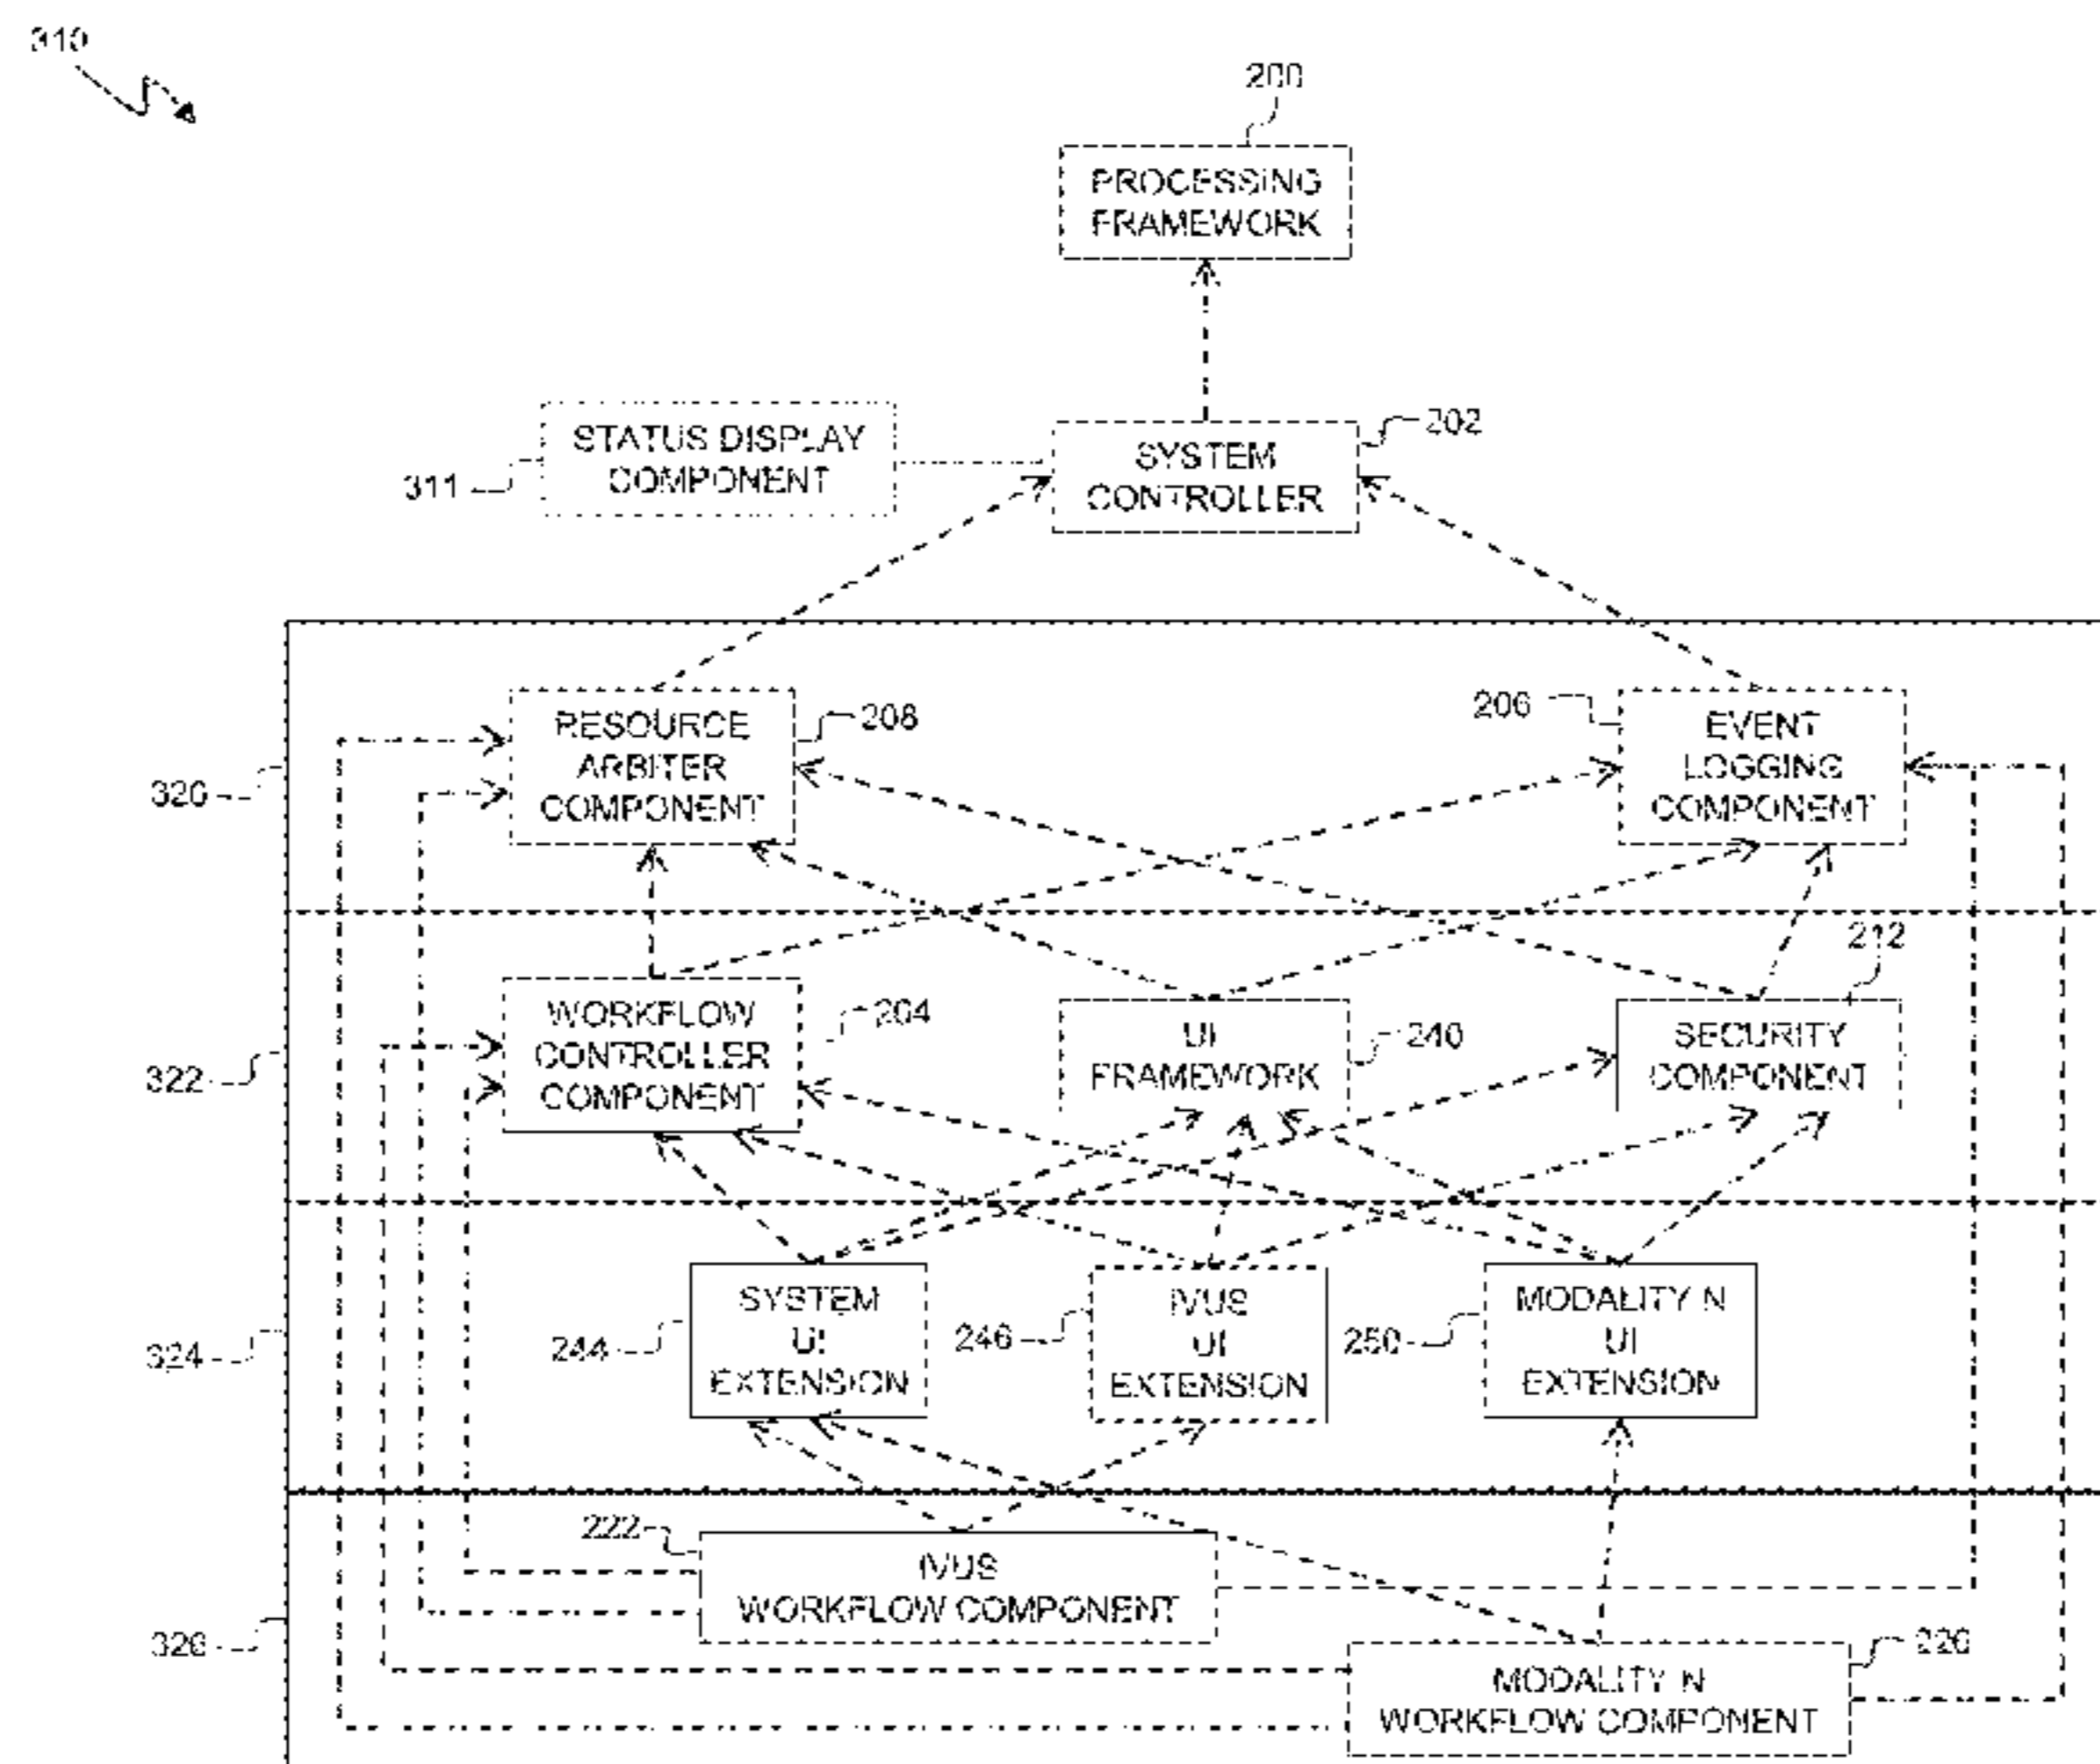 310
200
PROCESSING
FRAMEWORK
STATUS DISPLAY
COMPONENT
311
SYSTEM
CONTROLLER
202
RESOURCE
ARBITER
COMPONENT
208
206
EVENT
LOGGING
COMPONENT
320
212
WORKFLOW
CONTROLLER
COMPONENT
204
UI
FRAMEWORK
240
SECURITY
COMPONENT
322
SYSTEM
UI
EXTENSION
244
246
IVUS
UI
EXTENSION
250
MODALITY N
UI
EXTENSION
324
222
IVUS
WORKFLOW COMPONENT
326
MODALITY N
WORKFLOW COMPONENT